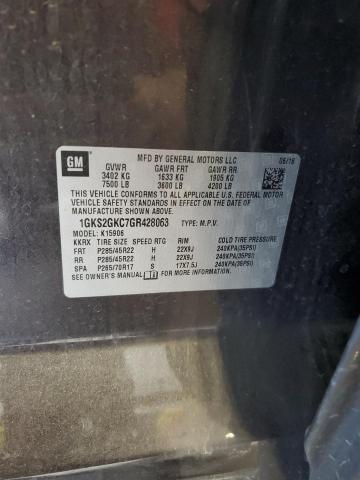 GM
MFD BY GENERAL MOTORS LLC 06/16
GVWR GAWR FRT GAWR RR
3402 KG 1633 KG 1905 KG
7500 LB 3600 LB 4200 LB
THIS VEHICLE CONFORMS TO ALL APPLICABLE U.S. FEDERAL MOTOR
VEHICLE SAFETY STANDARDS IN EFFECT ON THE DATE OF
MANUFACTURE SHOWN ABOVE.
1GKS2GKC7GR428063 TYPE: M.P.V.
MODEL: K15906
KKRX TIRE SIZE SPEED RTG RIM COLD TIRE PRESSURE
FRT P285/45R22 H 22X9J 240KPA(35PSI)
RR P285/45R22 H 22X9J 240KPA(35PSI)
SPA P265/70R17 S 17X7.5J 240KPA(35PSI)
SEE OWNER'S MANUAL